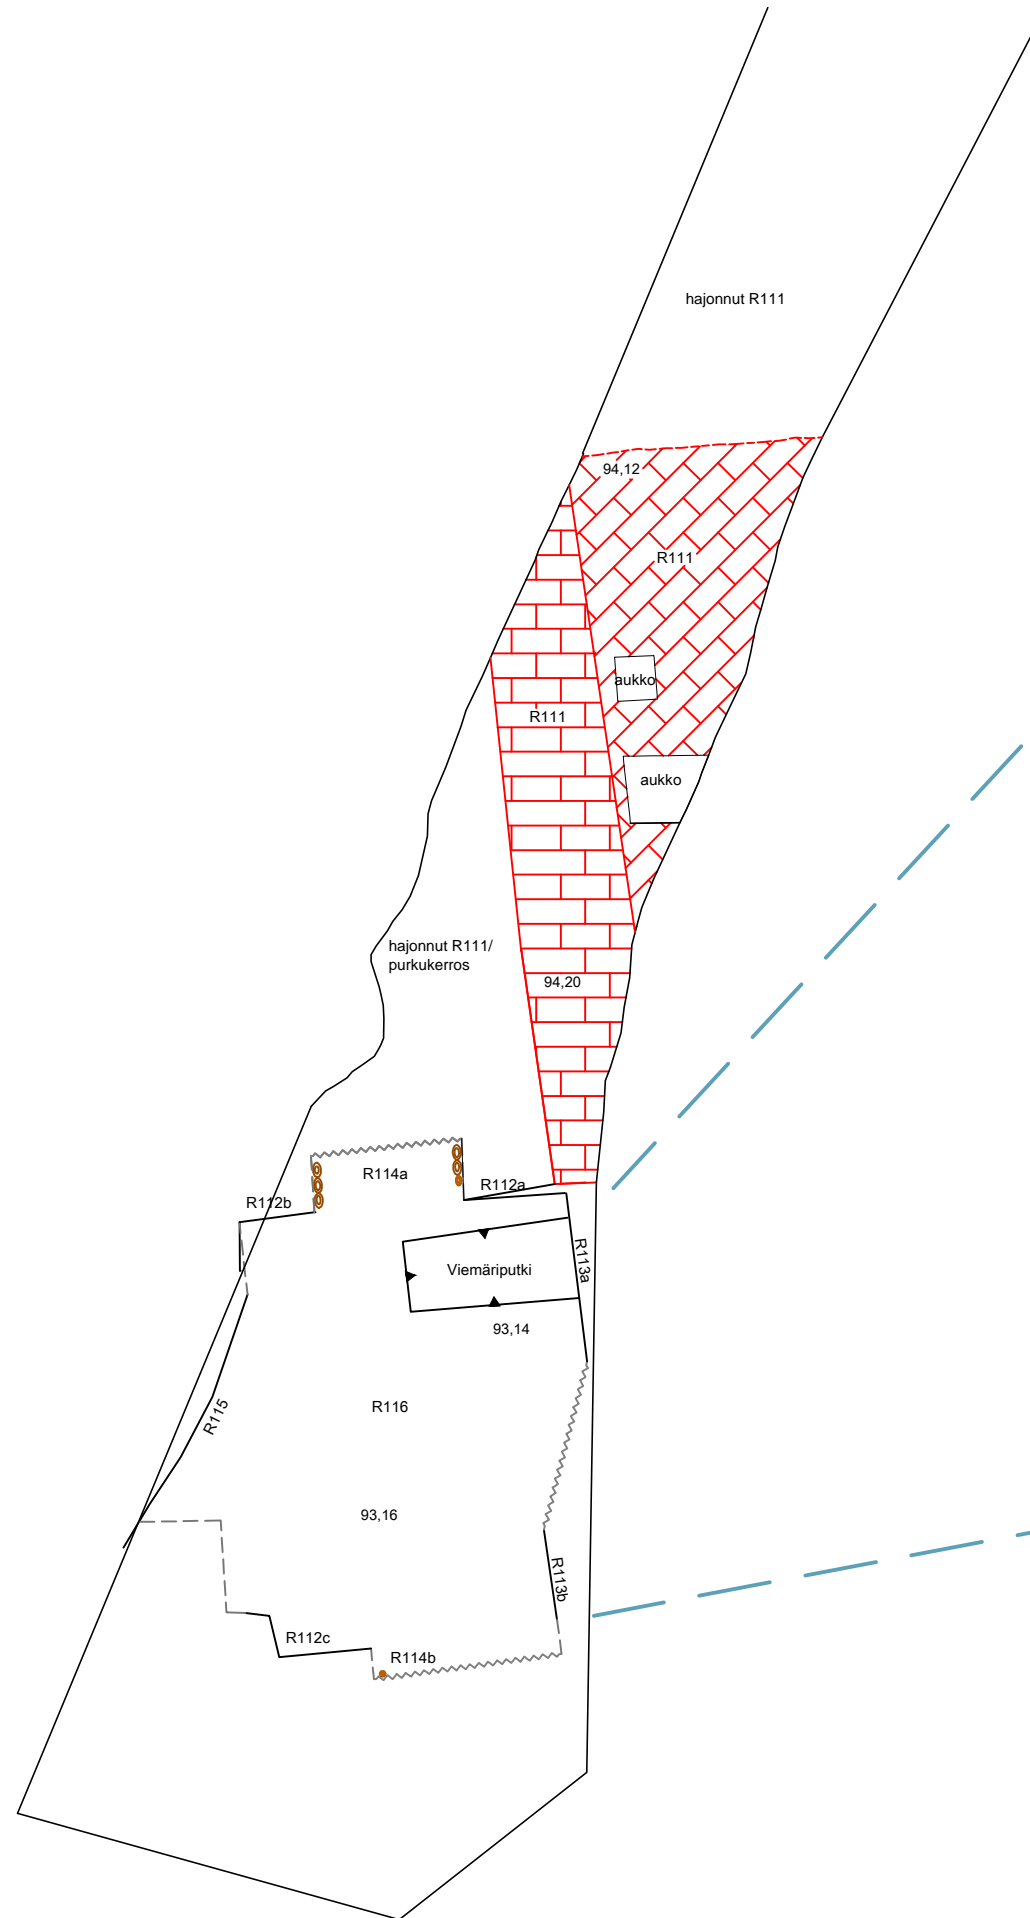 hajonnut R111
94,12
R111
aukko
R111
aukko
hajonnut R111/
purkukerros
94,20
R114a
R112a
R112b
R113a
Viemäriputki
93,14
R116
R115
93,16
R113b
R112c
R114b